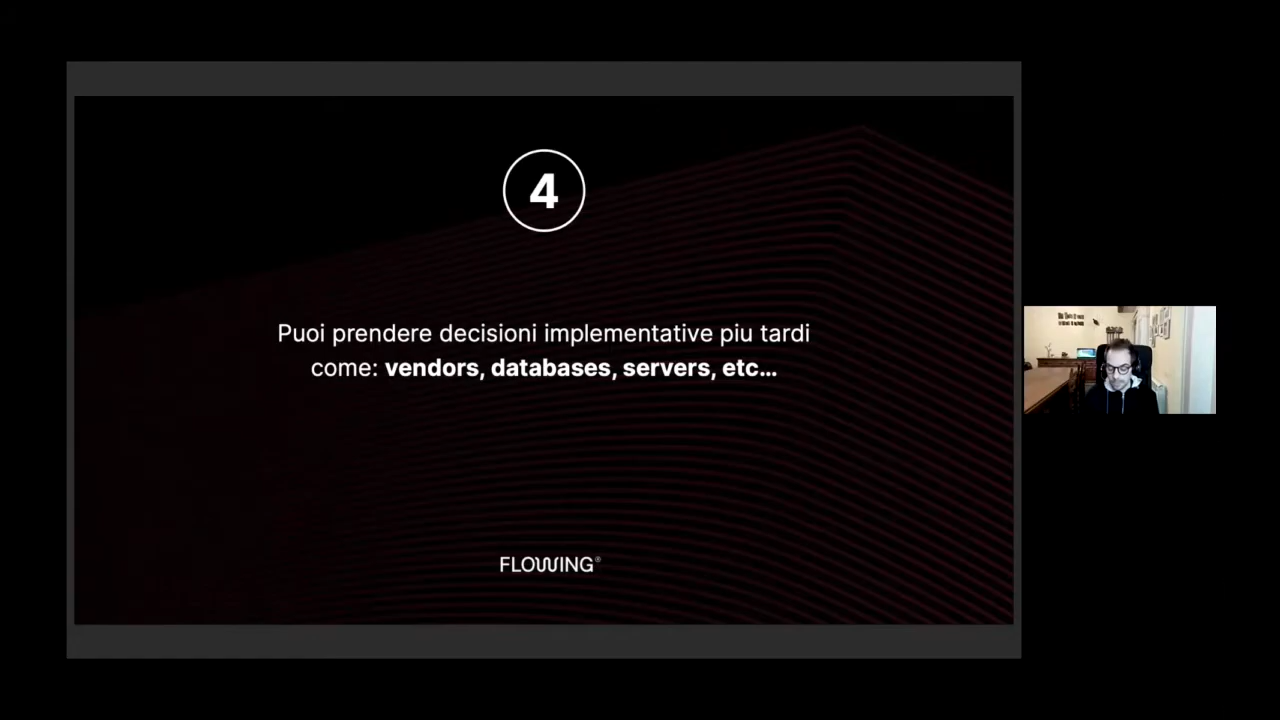 4
Puoi prendere decisioni implementative piu tardi
come: vendors, databases, servers, etc...
FLOWING®